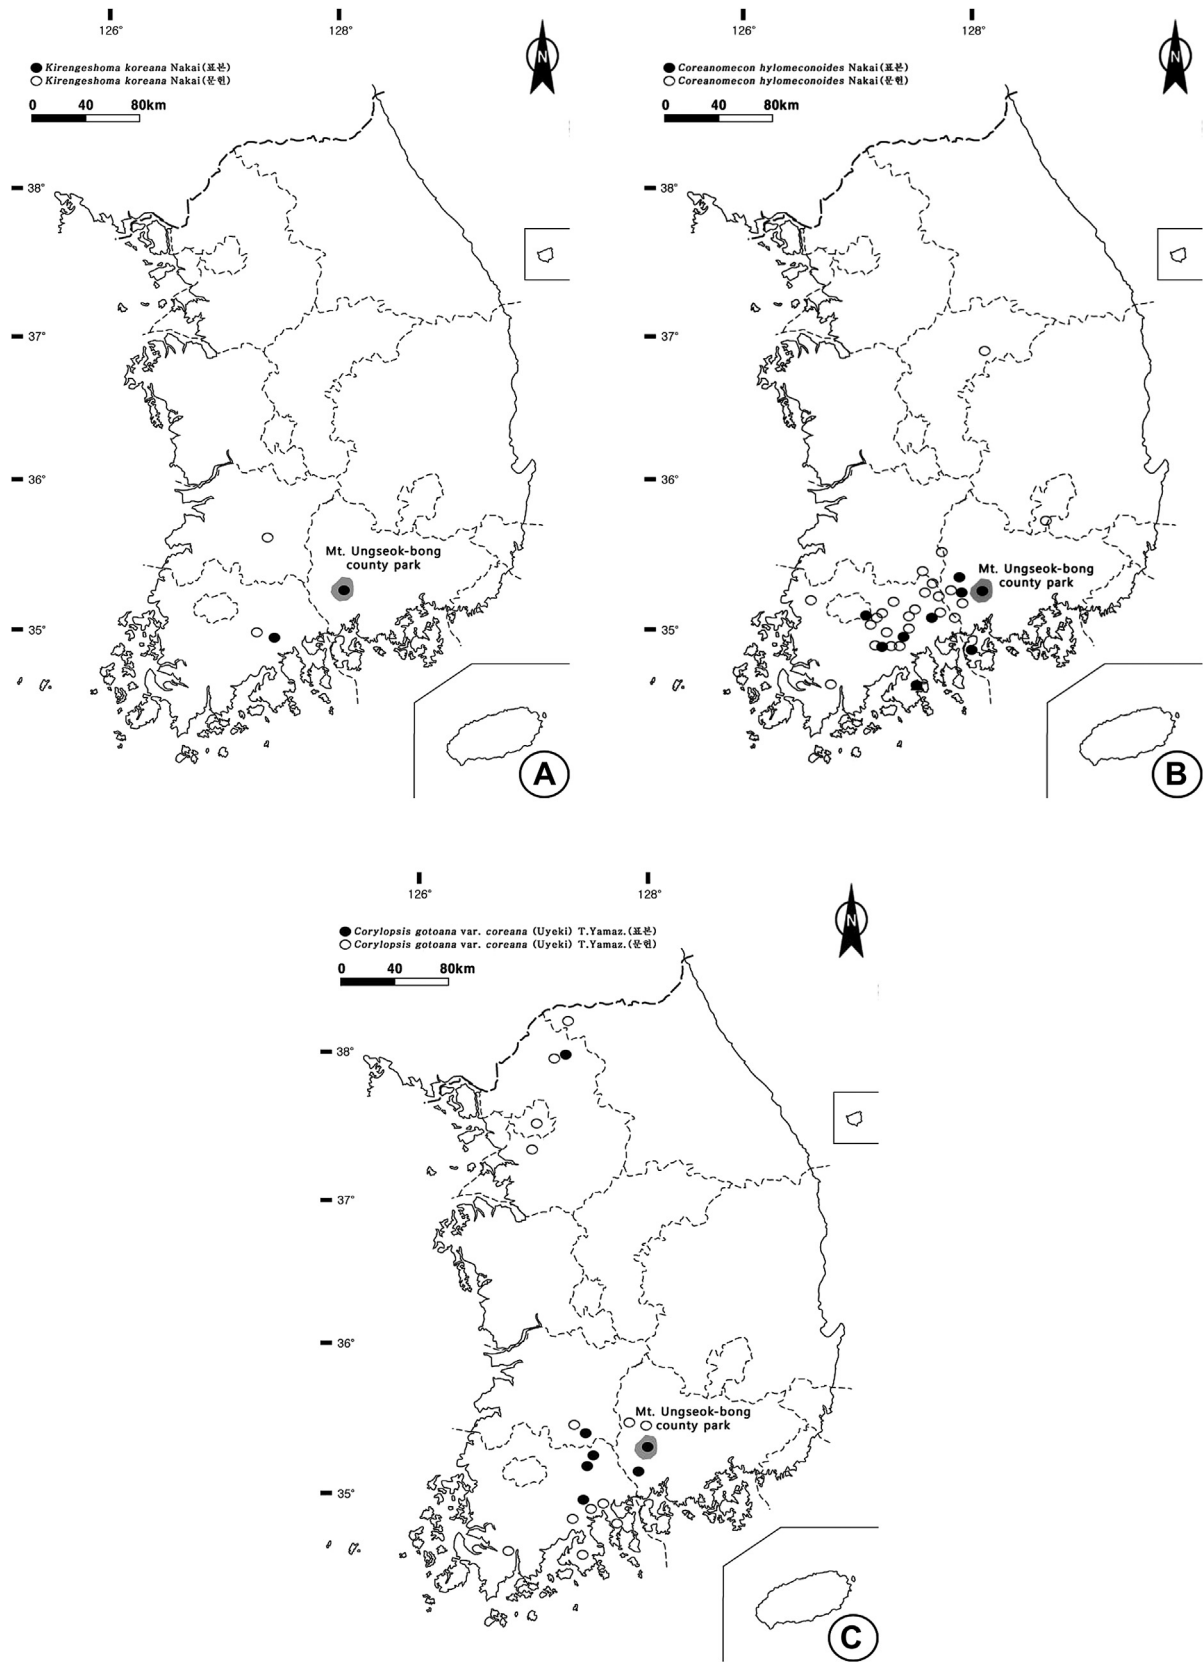 126°
128°
N
Kirengeshoma koreana Nakai(표본)
Kirengeshoma koreana Nakai(문헌)
0 40 80km
38°
37°
36°
35°
Mt. Ungseok-bong
county park
A
126°
128°
N
Coreanomecon hylomeconoides Nakai(표본)
Coreanomecon hylomeconoides Nakai(문헌)
0 40 80km
38°
37°
36°
35°
Mt. Ungseok-bong
county park
B
126°
128°
N
Corylopsis gotoana var. coreana (Uyeki) T.Yamaz.(표본)
Corylopsis gotoana var. coreana (Uyeki) T.Yamaz.(문헌)
0 40 80km
38°
37°
36°
35°
Mt. Ungseok-bong
county park
C